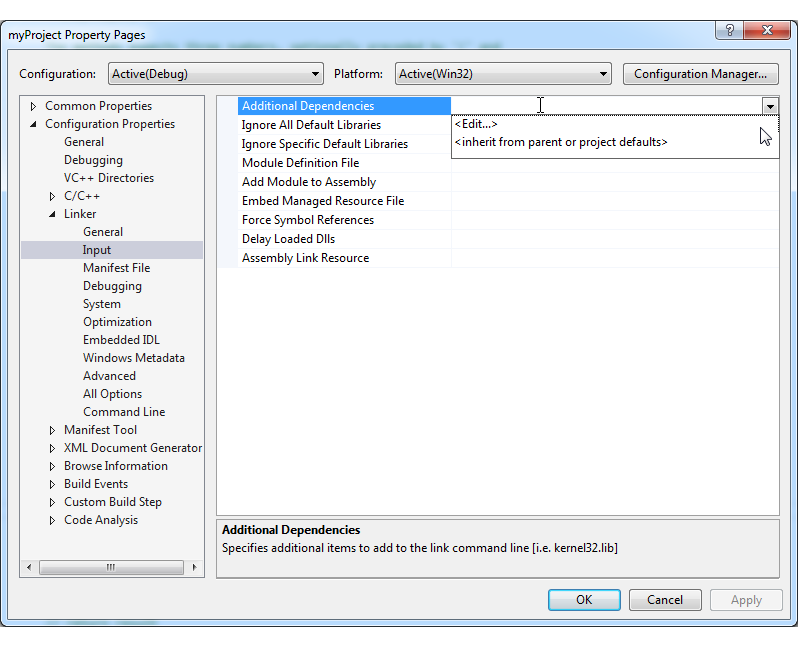 myProject Property Pages
Configuration: Active(Debug) Platform: Active(Win32) Configuration Manager...
Common Properties
Configuration Properties
General
Debugging
VC++ Directories
C/C++
Linker
General
Input
Manifest File
Debugging
System
Optimization
Embedded IDL
Windows Metadata
Advanced
All Options
Command Line
Manifest Tool
XML Document Generator
Browse Information
Build Events
Custom Build Step
Code Analysis
Additional Dependencies
Ignore All Default Libraries
Ignore Specific Default Libraries
Module Definition File
Add Module to Assembly
Embed Managed Resource File
Force Symbol References
Delay Loaded Dlls
Assembly Link Resource
<Edit...>
<inherit from parent or project defaults>
Additional Dependencies
Specifies additional items to add to the link command line [i.e. kernel32.lib]
OK Cancel Apply